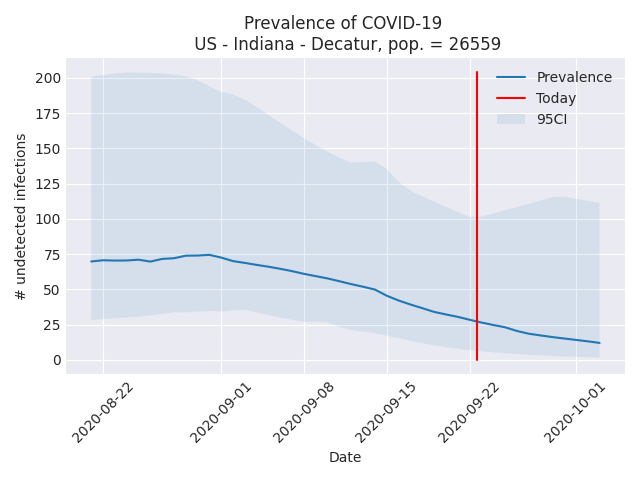 Prevalence of COVID-19
US - Indiana - Decatur, pop. = 26559
# undetected infections
200
175
150
125
100
75
50
25
0
Prevalence
Today
95CI
2020-08-22
2020-09-01
2020-09-08
2020-09-15
2020-09-22
2020-10-01
Date